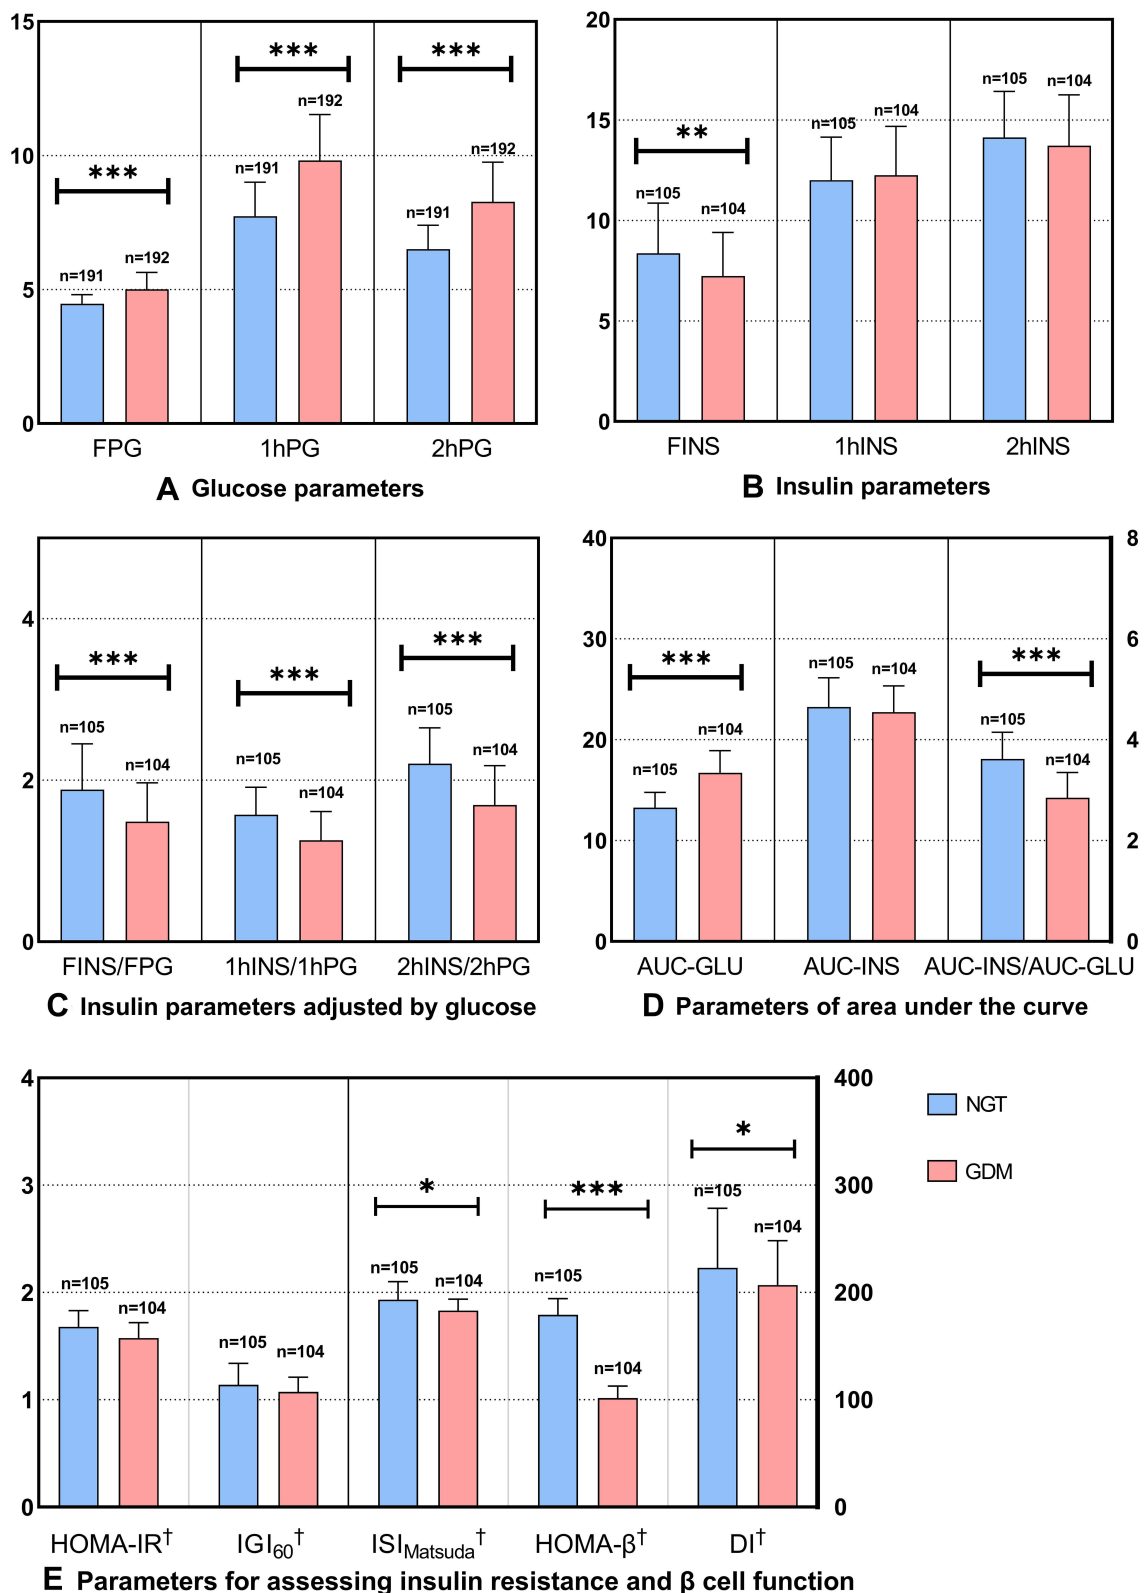 15
10
5
0
***
***
***
n=191
n=192
n=191
n=192
n=191
n=192
FPG
1hPG
2hPG
A Glucose parameters
20
15
10
5
0
**
n=105
n=104
n=105
n=104
n=105
n=104
FINS
1hINS
2hINS
B Insulin parameters
4
2
0
***
***
***
n=105
n=104
n=105
n=104
n=105
n=104
FINS/FPG
1hINS/1hPG
2hINS/2hPG
C Insulin parameters adjusted by glucose
40
30
20
10
0
8
6
4
2
0
***
***
n=105
n=104
n=105
n=104
n=105
n=104
AUC-GLU
AUC-INS
AUC-INS/AUC-GLU
D Parameters of area under the curve
4
3
2
1
0
400
300
200
100
0
*
***
*
n=105
n=104
n=105
n=104
n=105
n=104
n=105
n=104
n=105
n=104
HOMA-IR†
IGI60†
ISIMatsuda†
HOMA-β†
DI†
NGT
GDM
E Parameters for assessing insulin resistance and β cell function